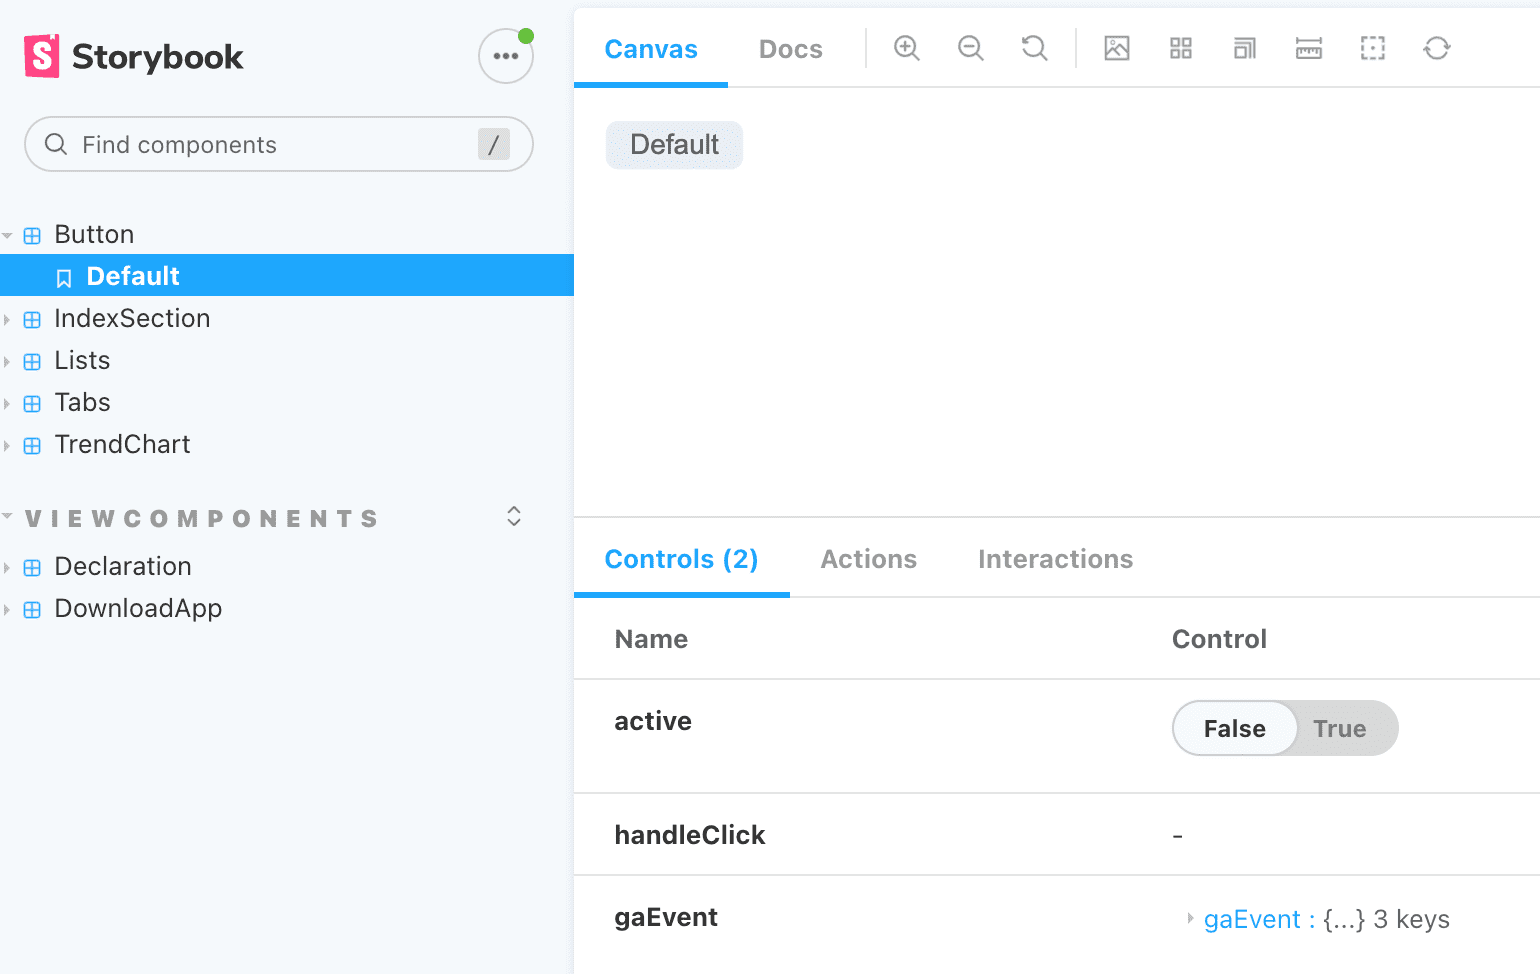 Storybook
Find components /
Button
Default
IndexSection
Lists
Tabs
TrendChart
VIEWCOMPONENTS
Declaration
DownloadApp
Canvas Docs
Default
Controls (2) Actions Interactions
Name Control
active False True
handleClick -
gaEvent gaEvent : {...} 3 keys